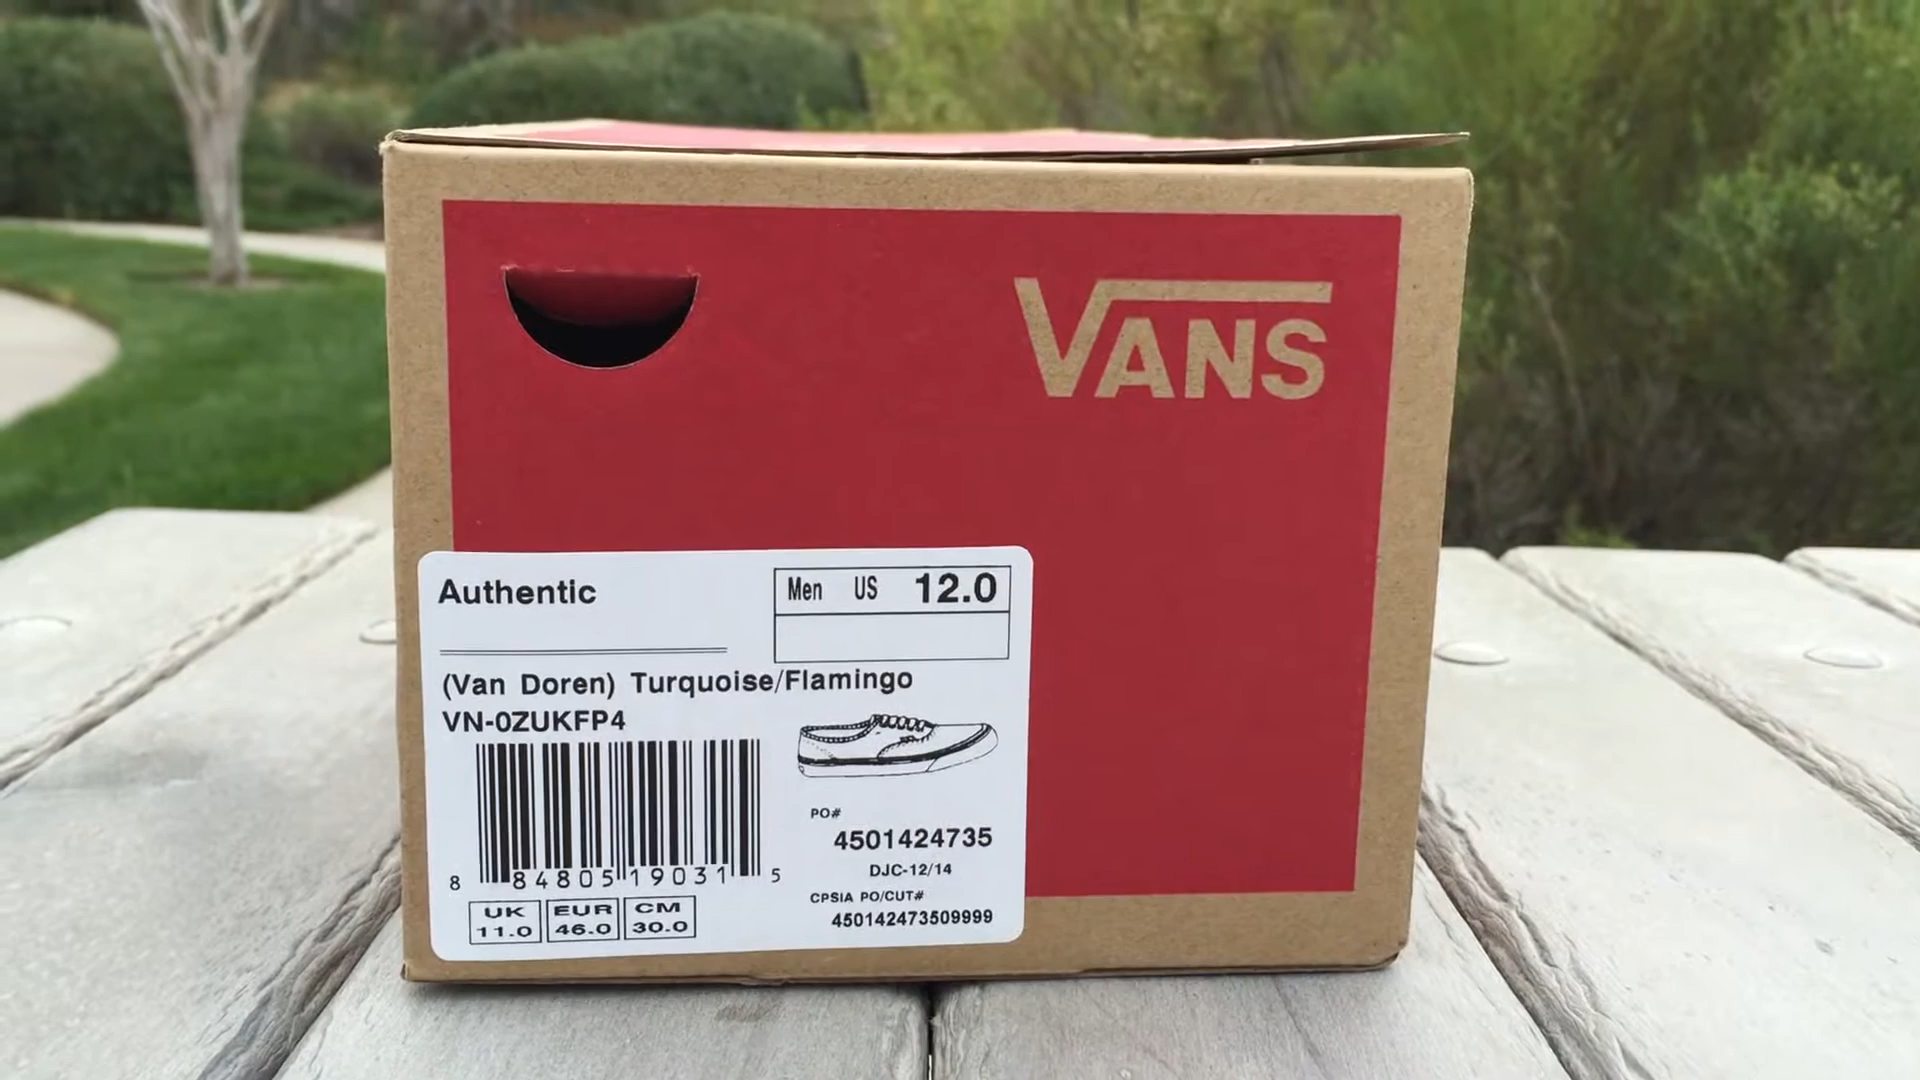 VANS
Authentic
Men US 12.0
(Van Doren) Turquoise/Flamingo
VN-0ZUKFP4
PO#
4501424735
DJC-12/14
CPSIA PO/CUT#
450142473509999
8 84805 19031 5
UK EUR CM
11.0 46.0 30.0